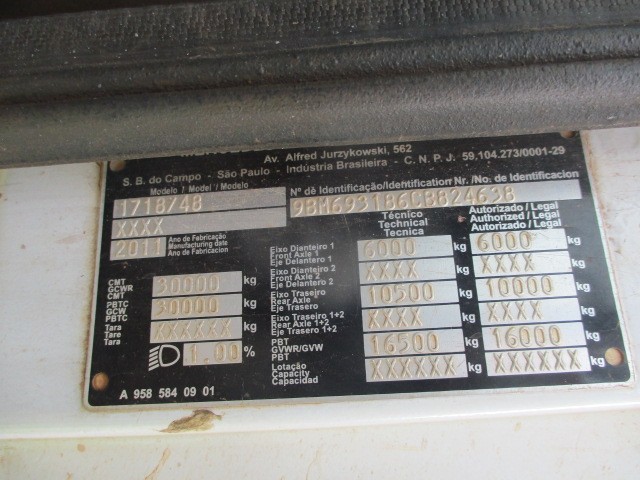 Av. Alfred Jurzykowski, 562
S. B. do Campo - São Paulo - Indústria Brasileira - C. N. P. J. 59.104.273/0001-29
Modelo / Model / Modelo
Nº de Identificação/Identification Nr. /No. de Identificacion
1718/48
9BM693186CB824638
XXXX
2011
Ano de Fabricação
Manufacturing date
Ano de Fabricacion
Técnico
Technical
Technica
Autorizado / Legal
Authorized / Legal
Autorizado / Legal
Eixo Dianteiro 1
Front Axle 1
Eje Delantero 1
6000 kg 6000 kg
Eixo Dianteiro 2
Front Axle 2
Eje Delantero 2
XXXX kg XXXX kg
CMT
GCWR
CMT
30000 kg
Eixo Traseiro
Rear Axle
Eje Trasero
10500 kg 10000 kg
PBTC
GCW
PBTC
30000 kg
Eixo Traseiro 1+2
Rear Axle 1+2
Eje Trasero 1+2
XXXX kg XXXX kg
Tara
Tare
Tara
XXXXXX kg
PBT
GVWR/GVW
PBT
16500 kg 16000 kg
1.00 %
Lotação
Capacity
Capacidad
XXXXXX kg XXXXXX kg
A 958 584 09 01